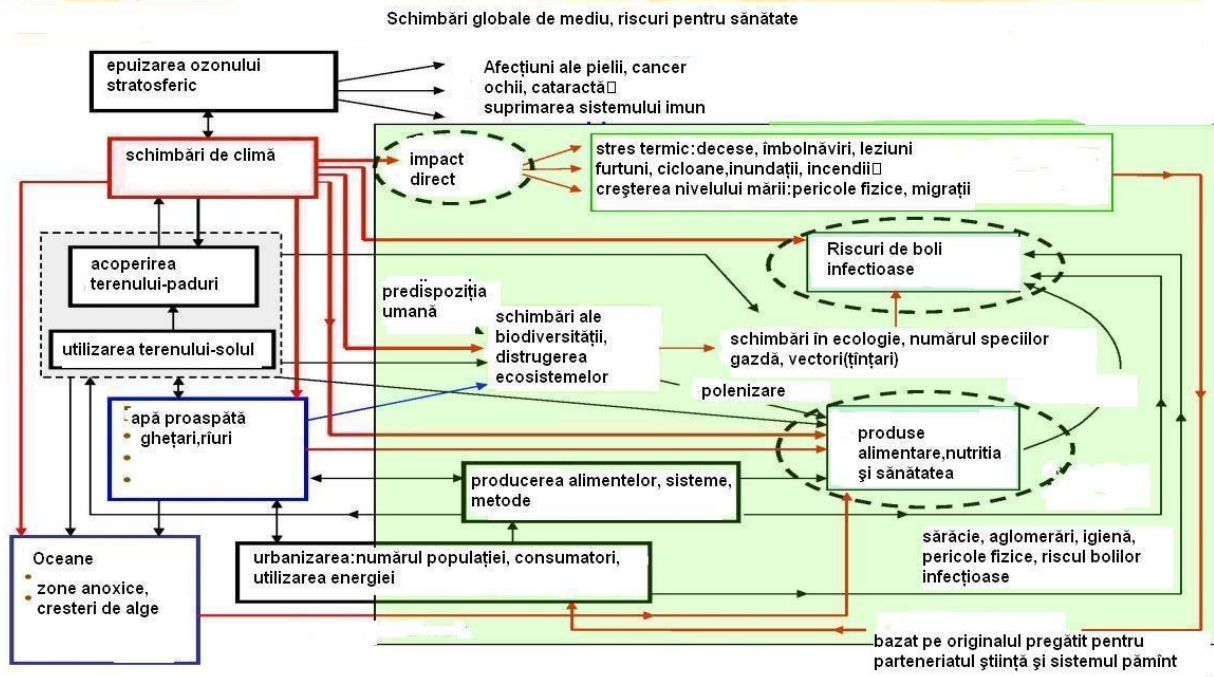 Schimbări globale de mediu, riscuri pentru sănătate
epuizarea ozonului
stratosferic
Afecțiuni ale pielii, cancer
ochii, cataractă
suprimarea sistemului imun
schimbări de climă
impact
direct
stres termic:decese, îmbolnăviri, leziuni
furtuni, cicloane,inundații, incendii
creşterea nivelului mării:pericole fizice, migrații
acoperirea
terenului-paduri
Riscuri de boli
infectioase
predispoziția
umană
utilizarea terenului-solul
schimbări ale
biodiversității,
distrugerea
ecosistemelor
schimbări în ecologie, numărul speciilor
gazdă, vectori(țînțari)
polenizare
apă proaspătă
ghețari,rîuri
produse
alimentare,nutritia
şi sănătatea
producerea alimentelor, sisteme,
metode
urbanizarea:numărul populației, consumatori,
utilizarea energiei
sărăcie, aglomerări, igienă,
pericole fizice, riscul bolilor
infecțioase
Oceane
zone anoxice,
cresteri de alge
bazat pe originalul pregătit pentru
parteneriatul ştiință şi sistemul pămînt